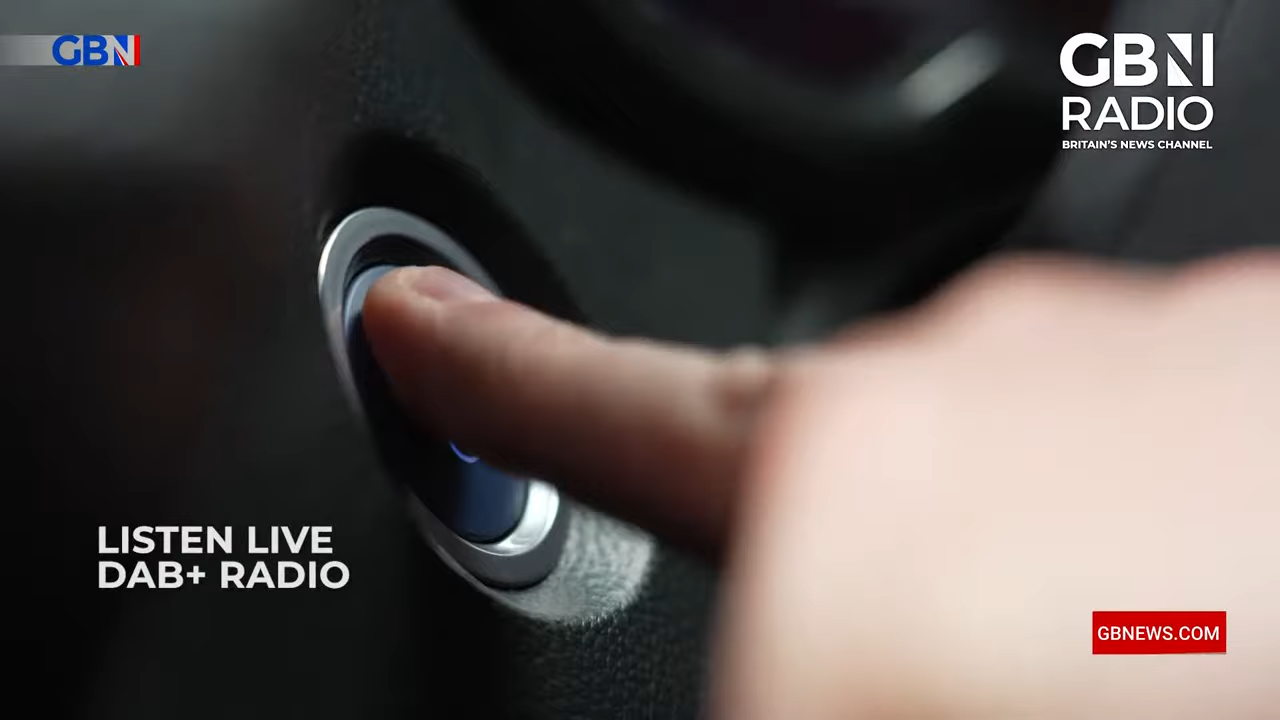 GBN
GBN
RADIO
BRITAIN'S NEWS CHANNEL
LISTEN LIVE
DAB+ RADIO
GBNEWS.COM